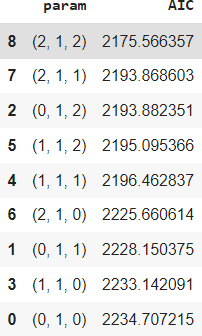 param AIC
8 (2, 1, 2) 2175.566357
7 (2, 1, 1) 2193.868603
2 (0, 1, 2) 2193.882351
5 (1, 1, 2) 2195.095366
4 (1, 1, 1) 2196.462837
6 (2, 1, 0) 2225.660614
1 (0, 1, 1) 2228.150375
3 (1, 1, 0) 2233.142091
0 (0, 1, 0) 2234.707215